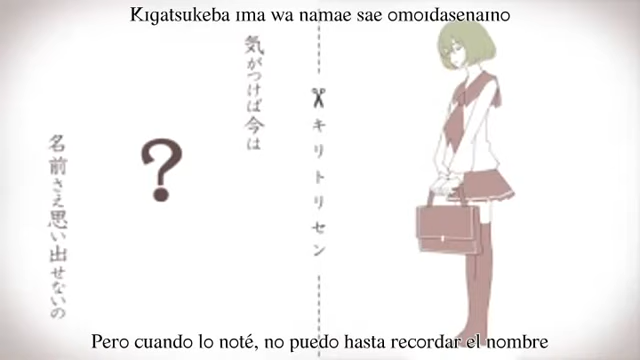 Kigatsukeba ima wa namae sae omoidasenaino
気がつけば今は
名前さえ思い出せないの
?
キリトリセン
Pero cuando lo noté, no puedo hasta recordar el nombre